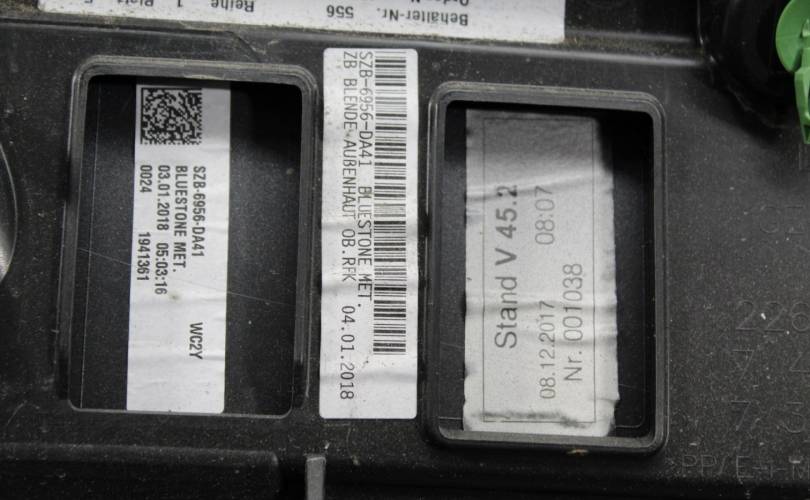 Behälter-Nr. 556
Reihe 1
SZB-6956-DA41
BLUESTONE MET.
03.01.2018 05:03:16
0024 1941361
WC2Y
SZB-6956-DA41 BLUESTONE MET.
ZB BLENDE-AUßENHAUT OB.RFK 04.01.2018
Stand V 45.2
08.12.2017 08:07
Nr. 001038